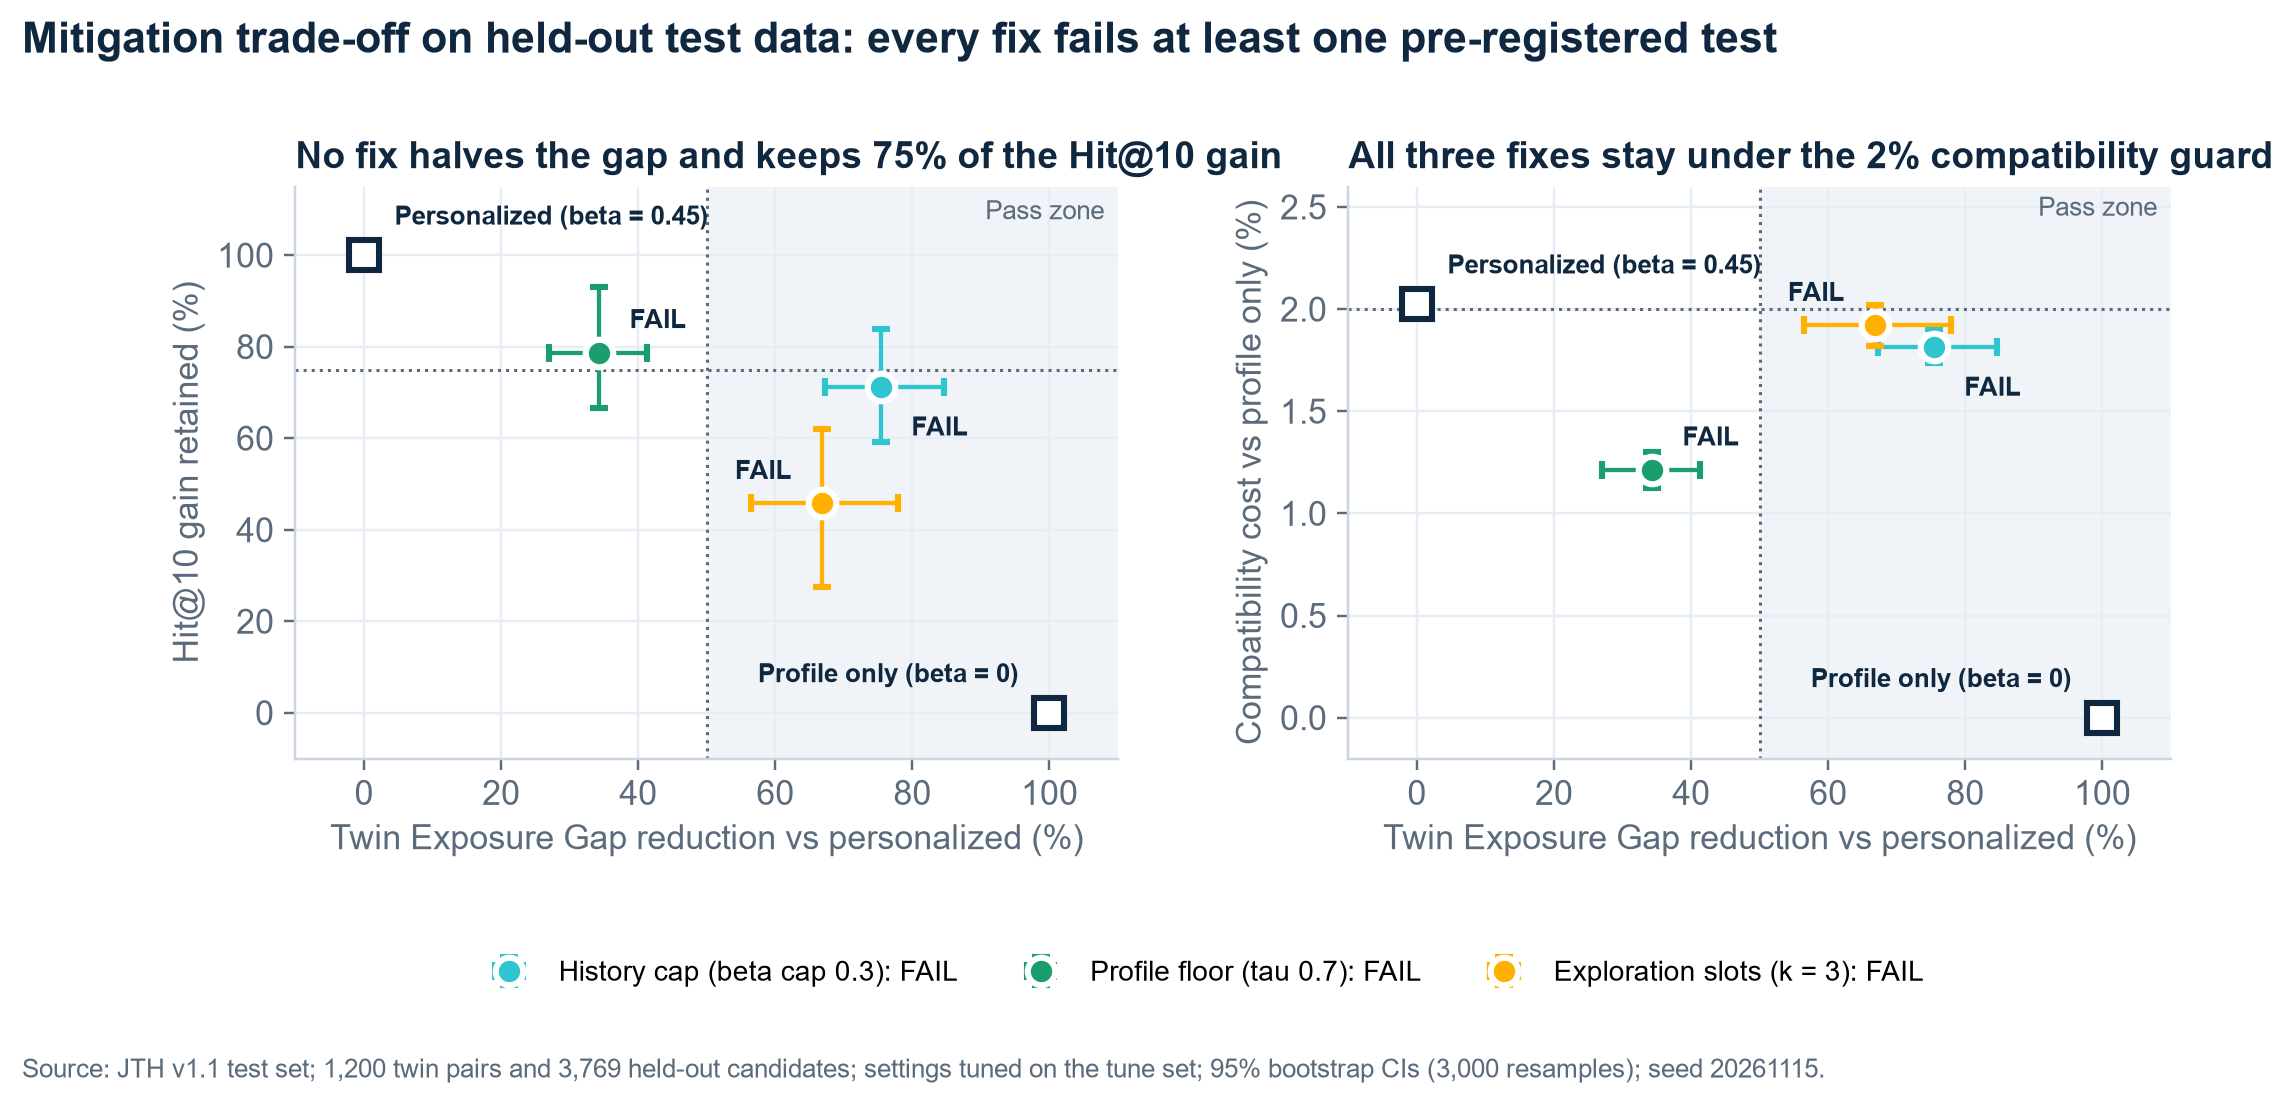 Mitigation trade-off on held-out test data: every fix fails at least one pre-registered test
No fix halves the gap and keeps 75% of the Hit@10 gain
Hit@10 gain retained (%)
100
80
60
40
20
0
Personalized (beta = 0.45)
Pass zone
FAIL
FAIL
FAIL
Profile only (beta = 0)
0 20 40 60 80 100
Twin Exposure Gap reduction vs personalized (%)
All three fixes stay under the 2% compatibility guard
Compatibility cost vs profile only (%)
2.5
2.0
1.5
1.0
0.5
0.0
Pass zone
Personalized (beta = 0.45)
FAIL
FAIL
FAIL
Profile only (beta = 0)
0 20 40 60 80 100
Twin Exposure Gap reduction vs personalized (%)
History cap (beta cap 0.3): FAIL
Profile floor (tau 0.7): FAIL
Exploration slots (k = 3): FAIL
Source: JTH v1.1 test set; 1,200 twin pairs and 3,769 held-out candidates; settings tuned on the tune set; 95% bootstrap CIs (3,000 resamples); seed 20261115.